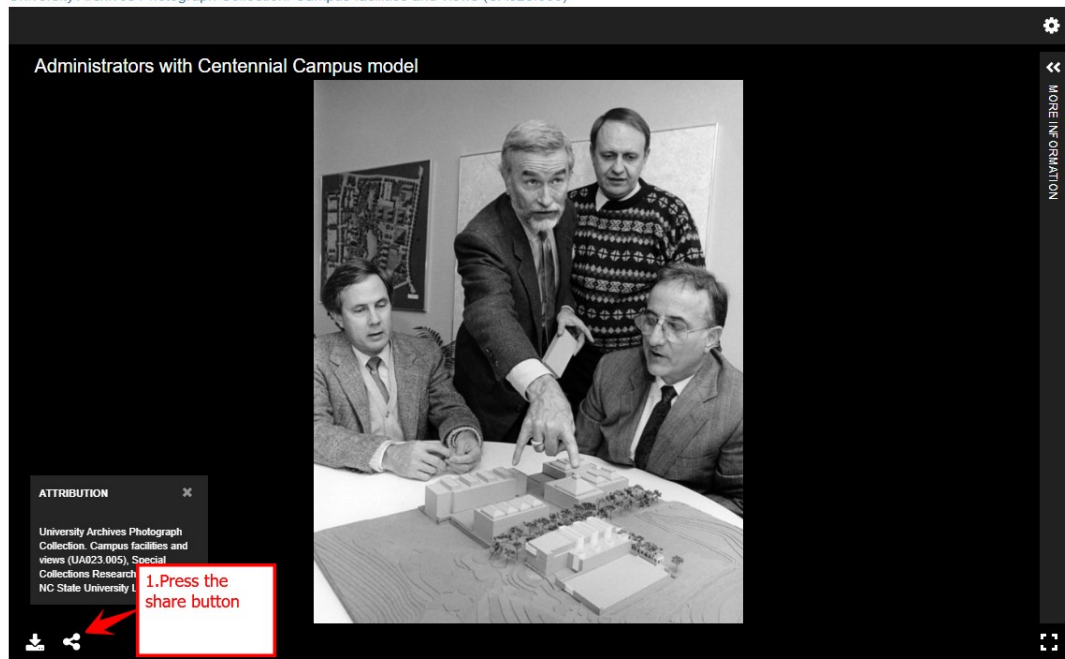 Administrators with Centennial Campus model
MORE INFORMATION
ATTRIBUTION
University Archives Photograph
Collection. Campus facilities and
views (UA023.005), Special
Collections Research
NC State University
1.Press the
share button